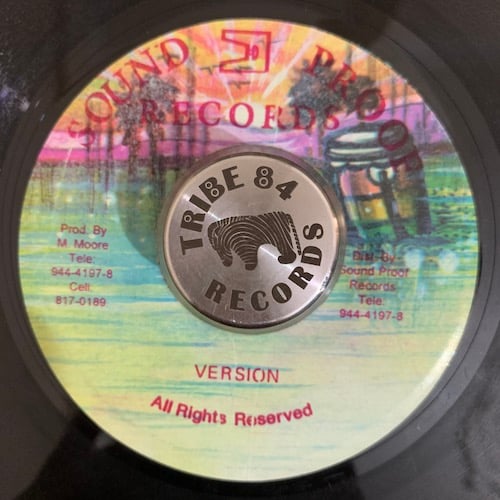 SOUND PROOF
RECORDS
TRIBE 84
RECORDS
Prod. By
M. Moore
Tele:
944-4197-8
Cell:
817-0189
Dist. By
Sound Proof
Records
Tele:
944-4197-8
VERSION
All Rights Reserved